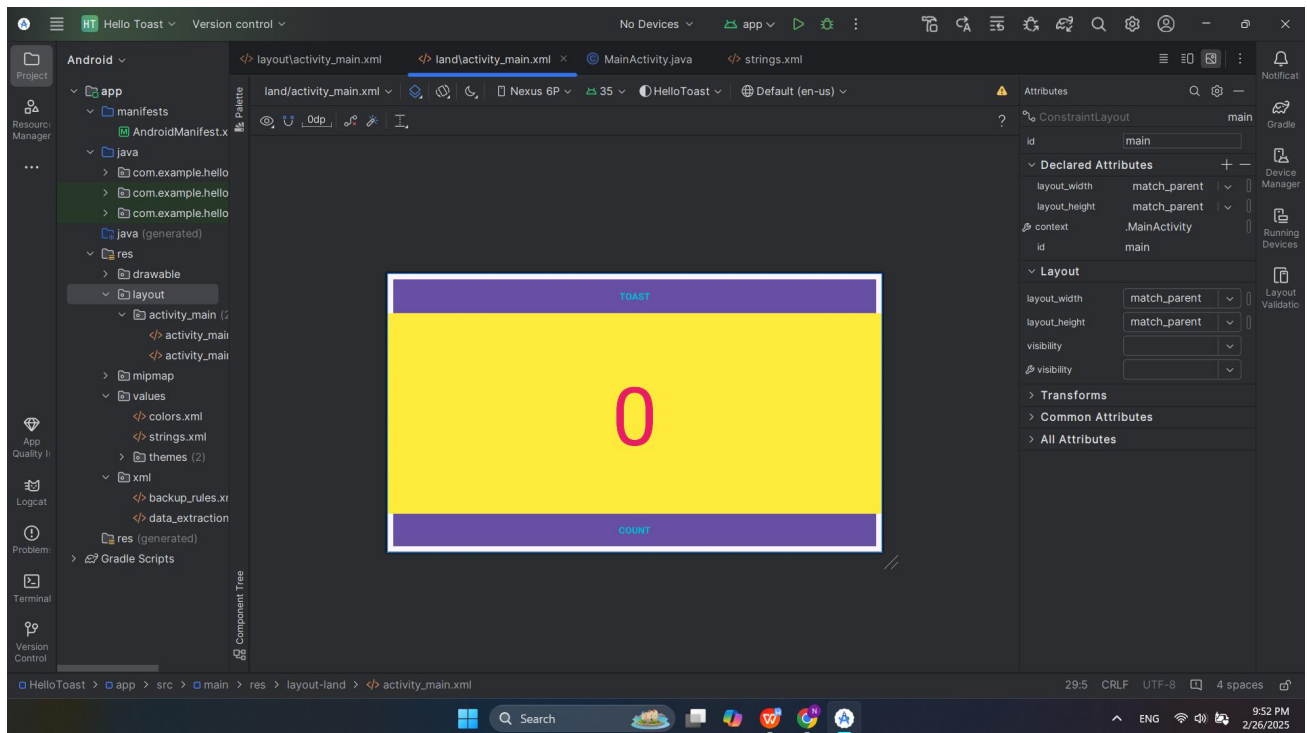 HT Hello Toast Version control No Devices app
Project
Android
layout\activity_main.xml
land\activity_main.xml
MainActivity.java
strings.xml
Notificat
app
manifests
AndroidManifest.x
java
com.example.hello
com.example.hello
com.example.hello
java (generated)
res
drawable
layout
activity_main (2
activity_mai
activity_mai
mipmap
values
colors.xml
strings.xml
themes (2)
xml
backup_rules.x
data_extraction
res (generated)
Gradle Scripts
Resourc
Manager
App
Quality I
Logcat
Problem
Terminal
Version
Control
Palette
Component Tree
land/activity_main.xml Nexus 6P 35 HelloToast Default (en-us)
0dp
?
TOAST
0
COUNT
Attributes
ConstraintLayout main
id main
Declared Attributes
layout_width match_parent
layout_height match_parent
context .MainActivity
id main
Layout
layout_width match_parent
layout_height match_parent
visibility
visibility
Transforms
Common Attributes
All Attributes
Gradle
Device
Manager
Running
Devices
Layout
Validatio
HelloToast > app > src > main > res > layout-land > activity_main.xml
29:5 CRLF UTF-8 4 spaces
Search
ENG
9:52 PM
2/26/2025